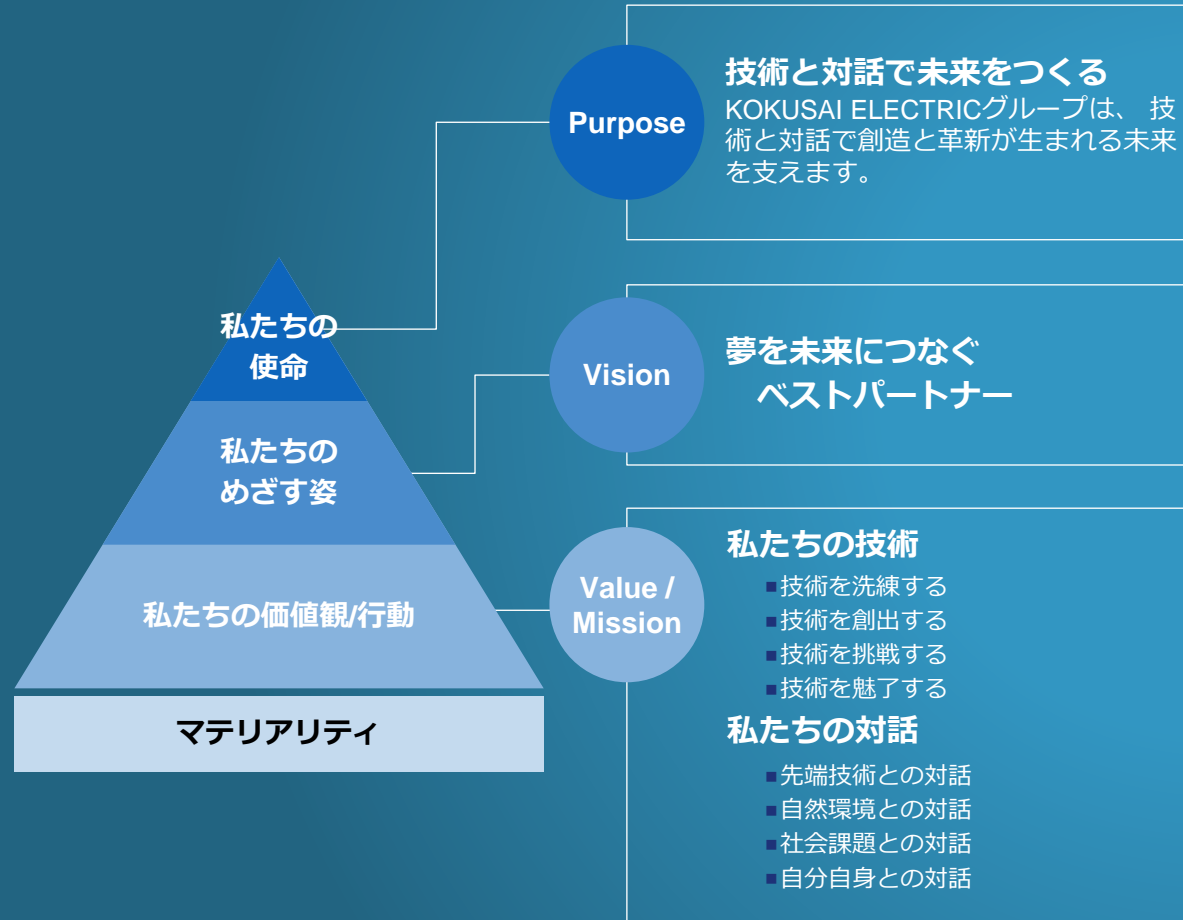 私たちの
使命
私たちの
めざす姿
私たちの価値観/行動
マテリアリティ
Purpose
技術と対話で未来をつくる
KOKUSAI ELECTRICグループは、 技
術と対話で創造と革新が生まれる未来
を支えます。
Vision
夢を未来につなぐ
ベストパートナー
Value /
Mission
私たちの技術
■技術を洗練する
■技術を創出する
■技術を挑戦する
■技術を魅了する
私たちの対話
■先端技術との対話
■自然環境との対話
■社会課題との対話
■自分自身との対話